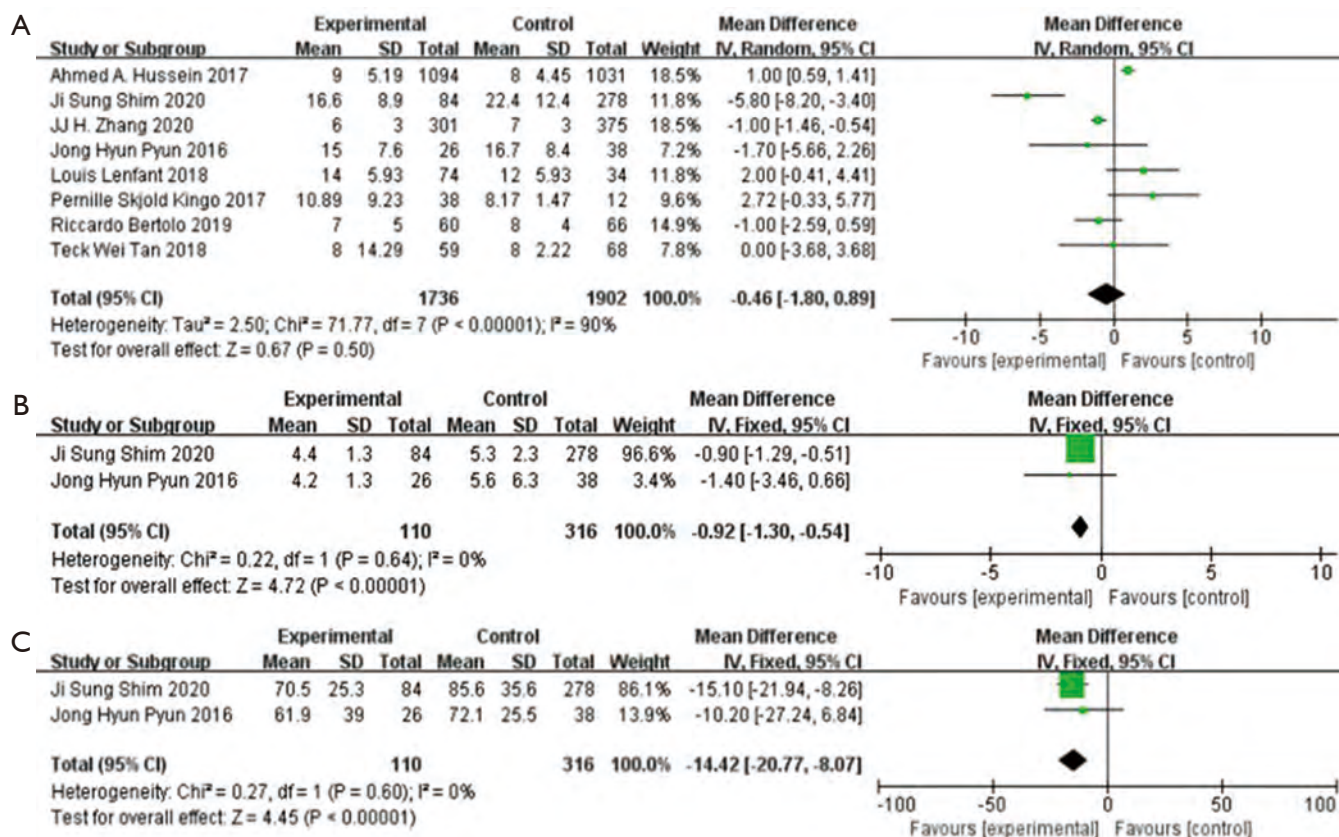 A
Experimental Control Mean Difference Mean Difference
Study or Subgroup Mean SD Total Mean SD Total Weight IV, Random, 95% CI IV, Random, 95% CI
Ahmed A. Hussein 2017 9 5.19 1094 8 4.45 1031 18.5% 1.00 [0.59, 1.41]
Ji Sung Shim 2020 16.6 8.9 84 22.4 12.4 278 11.8% -5.80 [-8.20, -3.40]
JJ H. Zhang 2020 6 3 301 7 3 375 18.5% -1.00 [-1.46, -0.54]
Jong Hyun Pyun 2016 15 7.6 26 16.7 8.4 38 7.2% -1.70 [-5.66, 2.26]
Louis Lenfant 2018 14 5.93 74 12 5.93 34 11.8% 2.00 [-0.41, 4.41]
Pernille Skjold Kingo 2017 10.89 9.23 38 8.17 1.47 12 9.6% 2.72 [-0.33, 5.77]
Riccardo Bertolo 2019 7 5 60 8 4 66 14.9% -1.00 [-2.59, 0.59]
Teck Wei Tan 2018 8 14.29 59 8 2.22 68 7.8% 0.00 [-3.68, 3.68]
Total (95% CI) 1736 1902 100.0% -0.46 [-1.80, 0.89]
Heterogeneity: Tau² = 2.50; Chi² = 71.77, df = 7 (P < 0.00001); I² = 90%
Test for overall effect: Z = 0.67 (P = 0.50)
-10 -5 0 5 10
Favours [experimental] Favours [control]
B
Experimental Control Mean Difference Mean Difference
Study or Subgroup Mean SD Total Mean SD Total Weight IV, Fixed, 95% CI IV, Fixed, 95% CI
Ji Sung Shim 2020 4.4 1.3 84 5.3 2.3 278 96.6% -0.90 [-1.29, -0.51]
Jong Hyun Pyun 2016 4.2 1.3 26 5.6 6.3 38 3.4% -1.40 [-3.46, 0.66]
Total (95% CI) 110 316 100.0% -0.92 [-1.30, -0.54]
Heterogeneity: Chi² = 0.22, df = 1 (P = 0.64); I² = 0%
Test for overall effect: Z = 4.72 (P < 0.00001)
-10 -5 0 5 10
Favours [experimental] Favours [control]
C
Experimental Control Mean Difference Mean Difference
Study or Subgroup Mean SD Total Mean SD Total Weight IV, Fixed, 95% CI IV, Fixed, 95% CI
Ji Sung Shim 2020 70.5 25.3 84 85.6 35.6 278 86.1% -15.10 [-21.94, -8.26]
Jong Hyun Pyun 2016 61.9 39 26 72.1 25.5 38 13.9% -10.20 [-27.24, 6.84]
Total (95% CI) 110 316 100.0% -14.42 [-20.77, -8.07]
Heterogeneity: Chi² = 0.27, df = 1 (P = 0.60); I² = 0%
Test for overall effect: Z = 4.45 (P < 0.00001)
-100 -50 0 50 100
Favours [experimental] Favours [control]